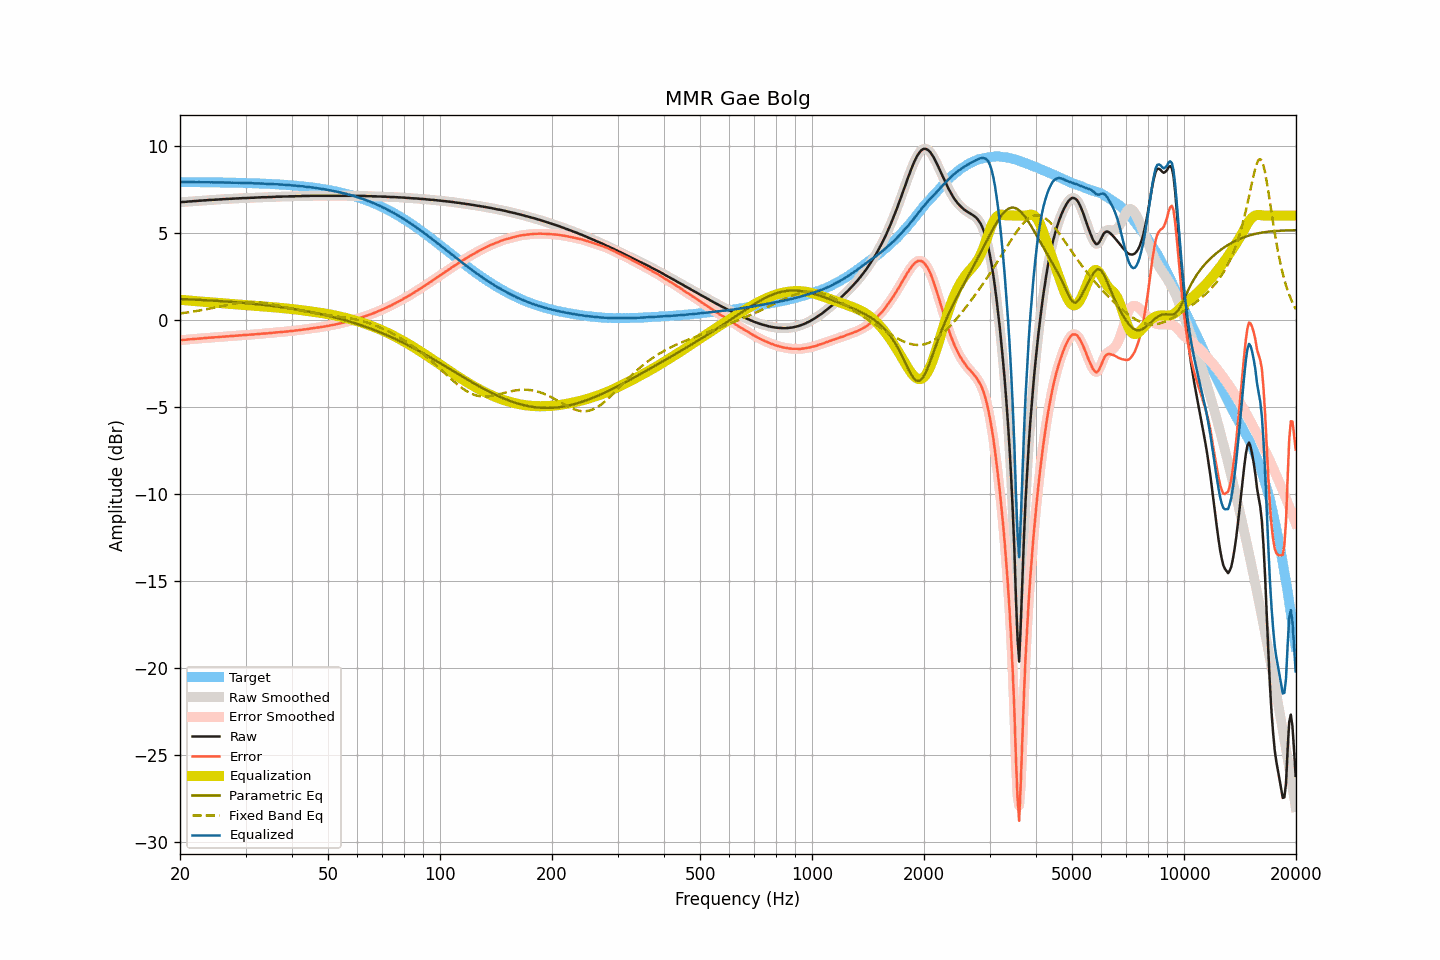 MMR Gae Bolg
10
5
0
−5
−10
−15
−20
−25
−30
Amplitude (dBr)
Target
Raw Smoothed
Error Smoothed
Raw
Error
Equalization
Parametric Eq
Fixed Band Eq
Equalized
20 50 100 200 500 1000 2000 5000 10000 20000
Frequency (Hz)